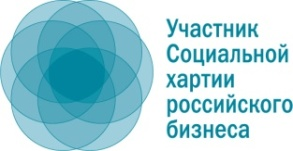 Участник
Социальной
хартии
российского
бизнеса